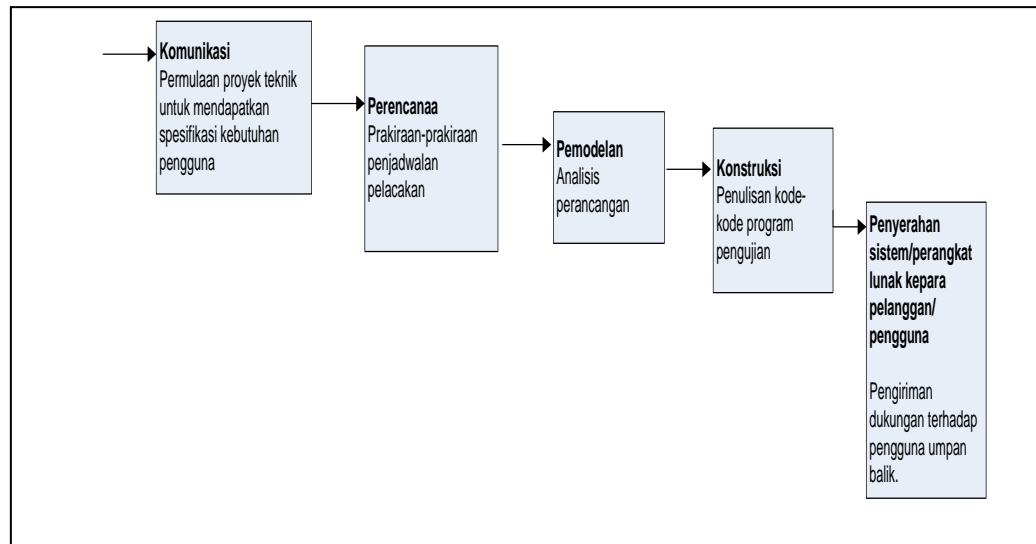 Komunikasi
Permulaan proyek teknik
untuk mendapatkan
spesifikasi kebutuhan
pengguna
Perencanaa
Prakiraan-prakiraan
penjadwalan
pelacakan
Pemodelan
Analisis
perancangan
Konstruksi
Penulisan kode-
kode program
pengujian
Penyerahan
sistem/perangkat
lunak kepara
pelanggan/
pengguna
Pengiriman
dukungan terhadap
pengguna umpan
balik.